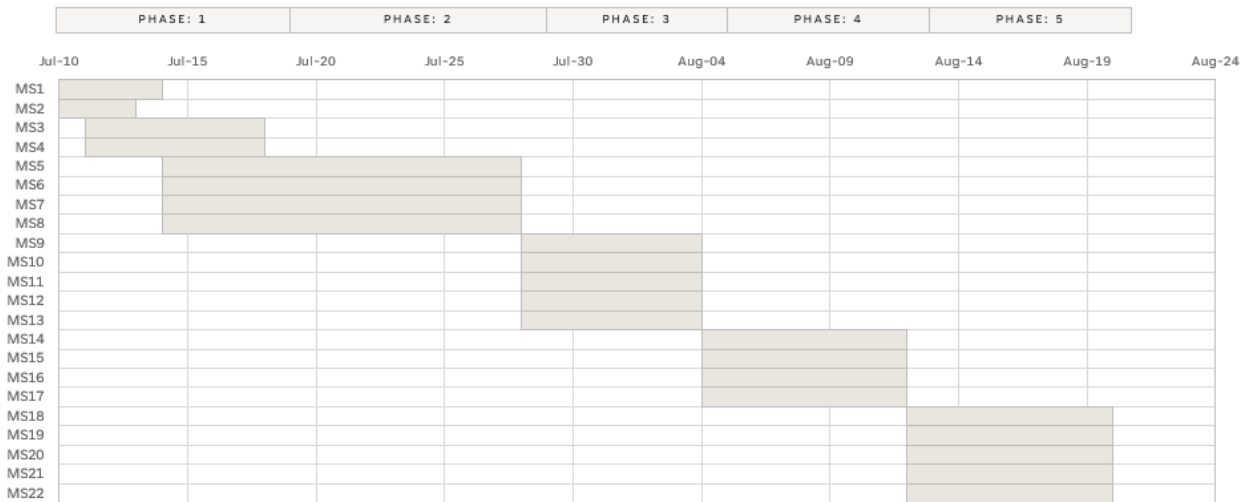 PHASE: 1 PHASE: 2 PHASE: 3 PHASE: 4 PHASE: 5
Jul-10 Jul-15 Jul-20 Jul-25 Jul-30 Aug-04 Aug-09 Aug-14 Aug-19 Aug-24
MS1
MS2
MS3
MS4
MS5
MS6
MS7
MS8
MS9
MS10
MS11
MS12
MS13
MS14
MS15
MS16
MS17
MS18
MS19
MS20
MS21
MS22